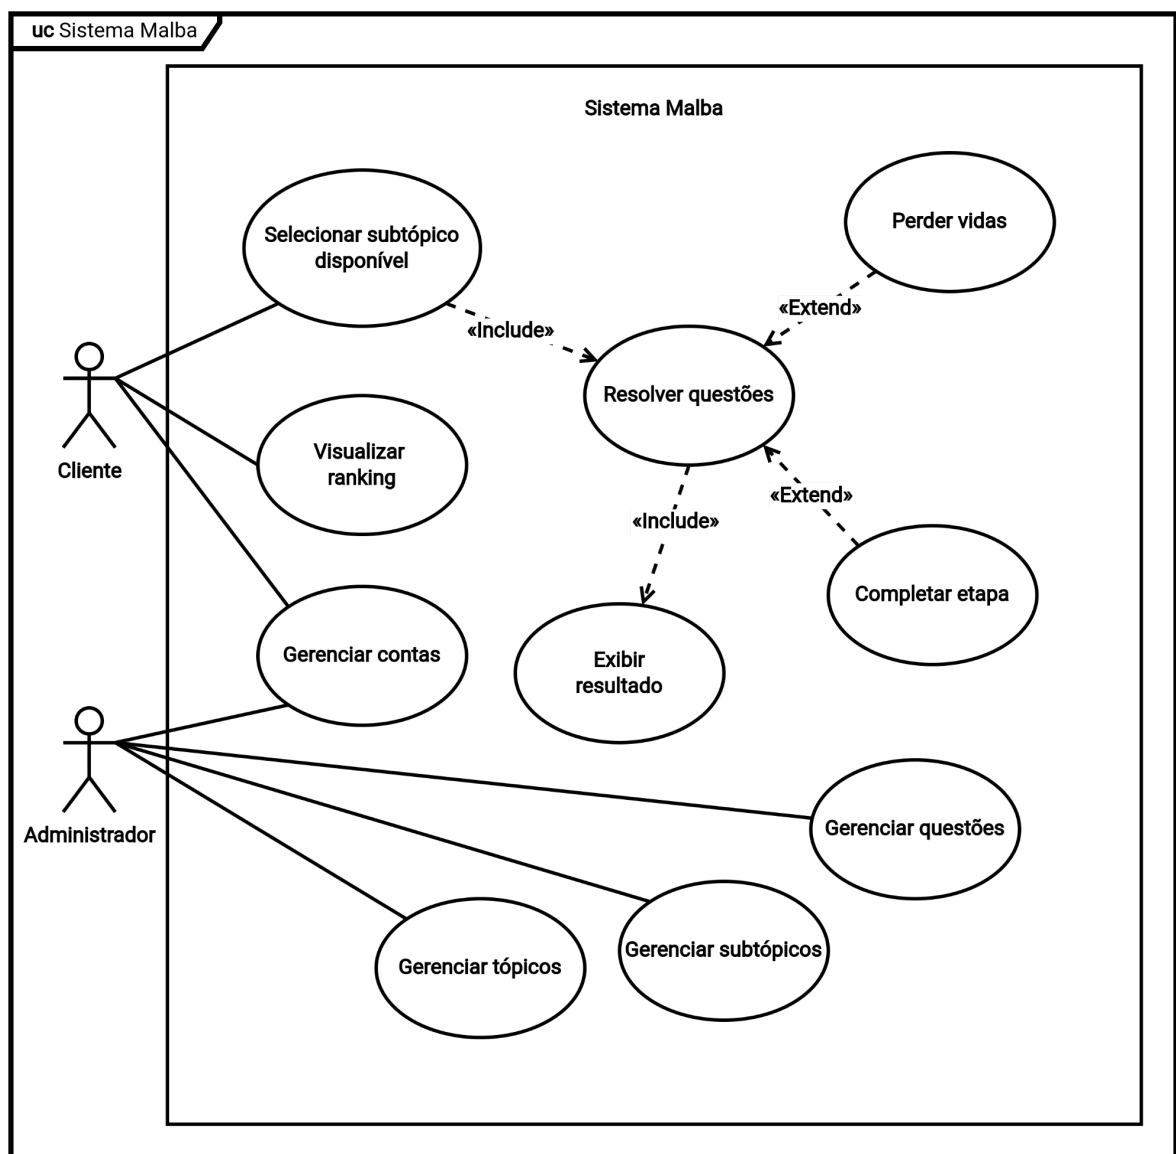 uc Sistema Malba
Sistema Malba
Selecionar subtópico
disponível
Perder vidas
«Extend»
«Include»
Resolver questões
Cliente
Visualizar
ranking
«Extend»
«Include»
Completar etapa
Gerenciar contas
Exibir
resultado
Administrador
Gerenciar questões
Gerenciar subtópicos
Gerenciar tópicos